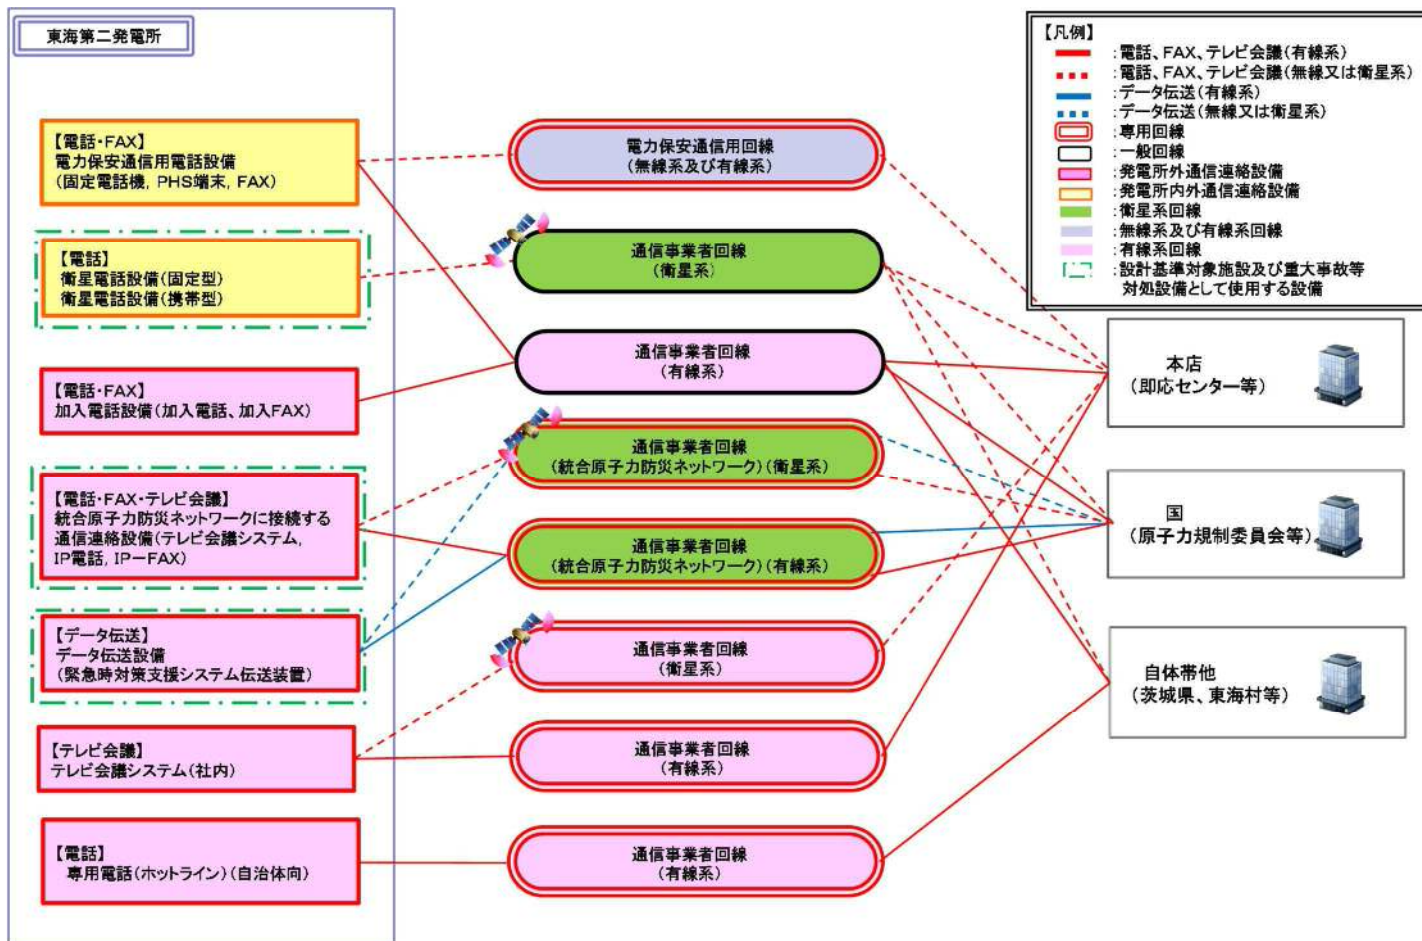 東海第二発電所
【電話・FAX】
電力保安通信用電話設備
(固定電話機, PHS端末, FAX)
【電話】
衛星電話設備(固定型)
衛星電話設備(携帯型)
【電話・FAX】
加入電話設備(加入電話、加入FAX)
【電話・FAX・テレビ会議】
統合原子力防災ネットワークに接続する
通信連絡設備(テレビ会議システム,
IP電話, IP－FAX)
【データ伝送】
データ伝送設備
(緊急時対策支援システム伝送装置)
【テレビ会議】
テレビ会議システム(社内)
【電話】
専用電話(ホットライン)(自治体向)
電力保安通信用回線
(無線系及び有線系)
通信事業者回線
(衛星系)
通信事業者回線
(有線系)
通信事業者回線
(統合原子力防災ネットワーク)(衛星系)
通信事業者回線
(統合原子力防災ネットワーク)(有線系)
通信事業者回線
(衛星系)
通信事業者回線
(有線系)
通信事業者回線
(有線系)
【凡例】
:電話、FAX、テレビ会議(有線系)
:電話、FAX、テレビ会議(無線又は衛星系)
:データ伝送(有線系)
:データ伝送(無線又は衛星系)
:専用回線
:一般回線
:発電所外通信連絡設備
:発電所内外通信連絡設備
:衛星系回線
:無線系及び有線系回線
:有線系回線
:設計基準対象施設及び重大事故等
対処設備として使用する設備
本店
(即応センター等)
国
(原子力規制委員会等)
自体帯他
(茨城県、東海村等)